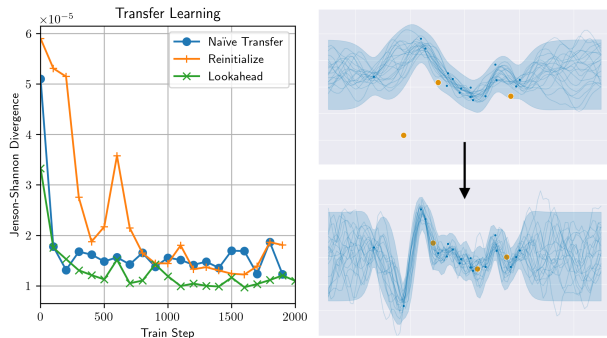 Transfer Learning
×10⁻⁵
6
5
4
3
2
1
Jenson-Shannon Divergence
Naïve Transfer
Reinitialize
Lookahead
0 500 1000 1500 2000
Train Step